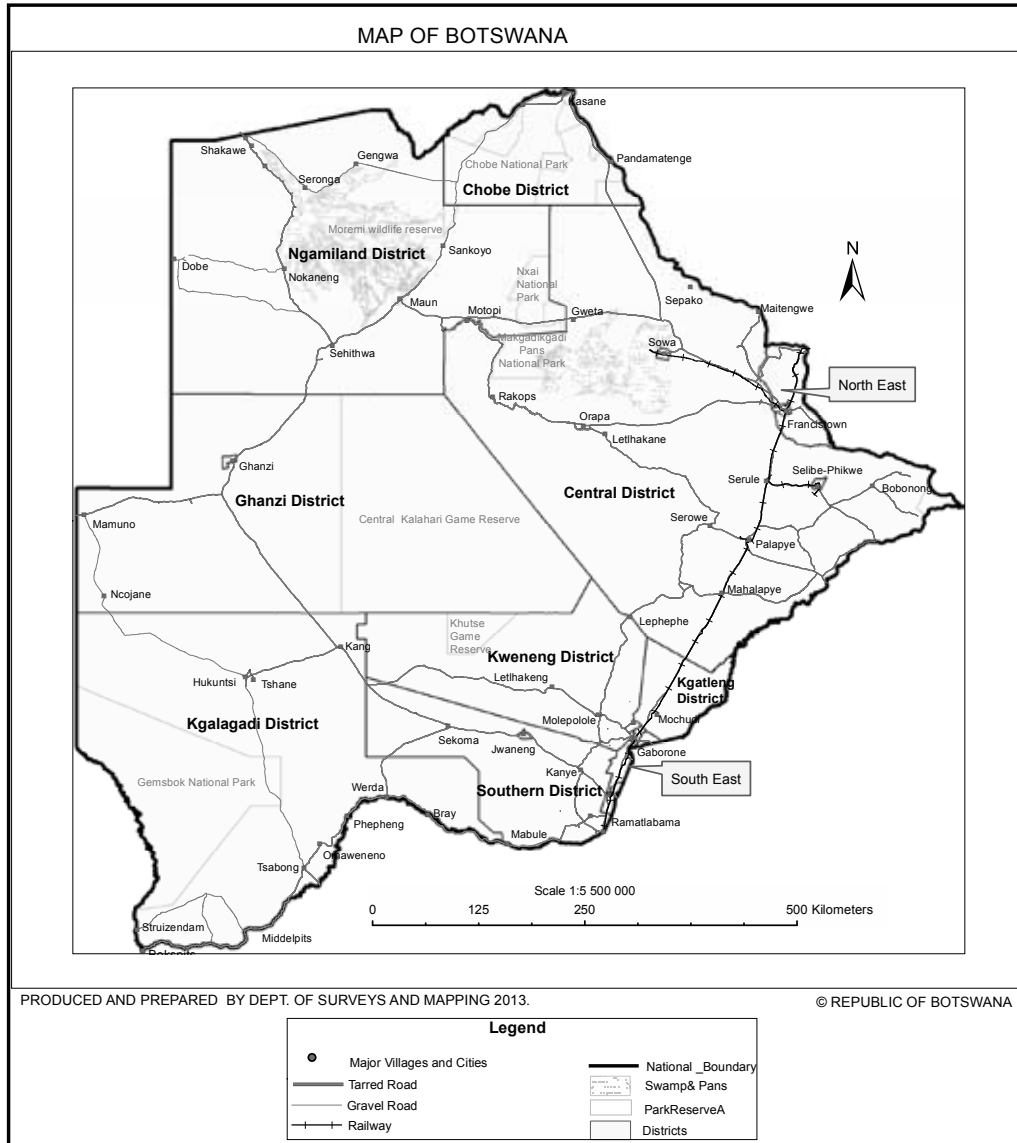 MAP OF BOTSWANA
Kasane
Shakawe
Gengwa
Seronga
Chobe National Park
Pandamatenge
Chobe District
Moremi wildlife reserve
Ngamiland District
Sankoyo
Dobe
Nokaneng
Nxai
National
Park
N
Maun
Motopi
Gweta
Sepako
Maitengwe
Sehithwa
Makgadikgadi
Pans
National Park
Sowa
North East
Rakops
Orapa
Francistown
Letlhakane
Ghanzi
Selibe-Phikwe
Serule
Bobonong
Ghanzi District
Central District
Central Kalahari Game Reserve
Mamuno
Serowe
Palapye
Ncojane
Mahalapye
Khutse
Game
Reserve
Lephephe
Kang
Kweneng District
Hukuntsi
Tshane
Letlhakeng
Kgatleng
District
Kgalagadi District
Molepolole
Mochudi
Sekoma
Jwaneng
Gaborone
Gemsbok National Park
Kanye
South East
Werda
Southern District
Bray
Ramatlabama
Phepheng
Mabule
Omaweneno
Tsabong
Struizendam
Middelpits
Bokspits
Scale 1:5 500 000
0 125 250 500 Kilometers
PRODUCED AND PREPARED BY DEPT. OF SURVEYS AND MAPPING 2013.
© REPUBLIC OF BOTSWANA
Legend
Major Villages and Cities
Tarred Road
Gravel Road
Railway
National _Boundary
Swamp& Pans
ParkReserveA
Districts